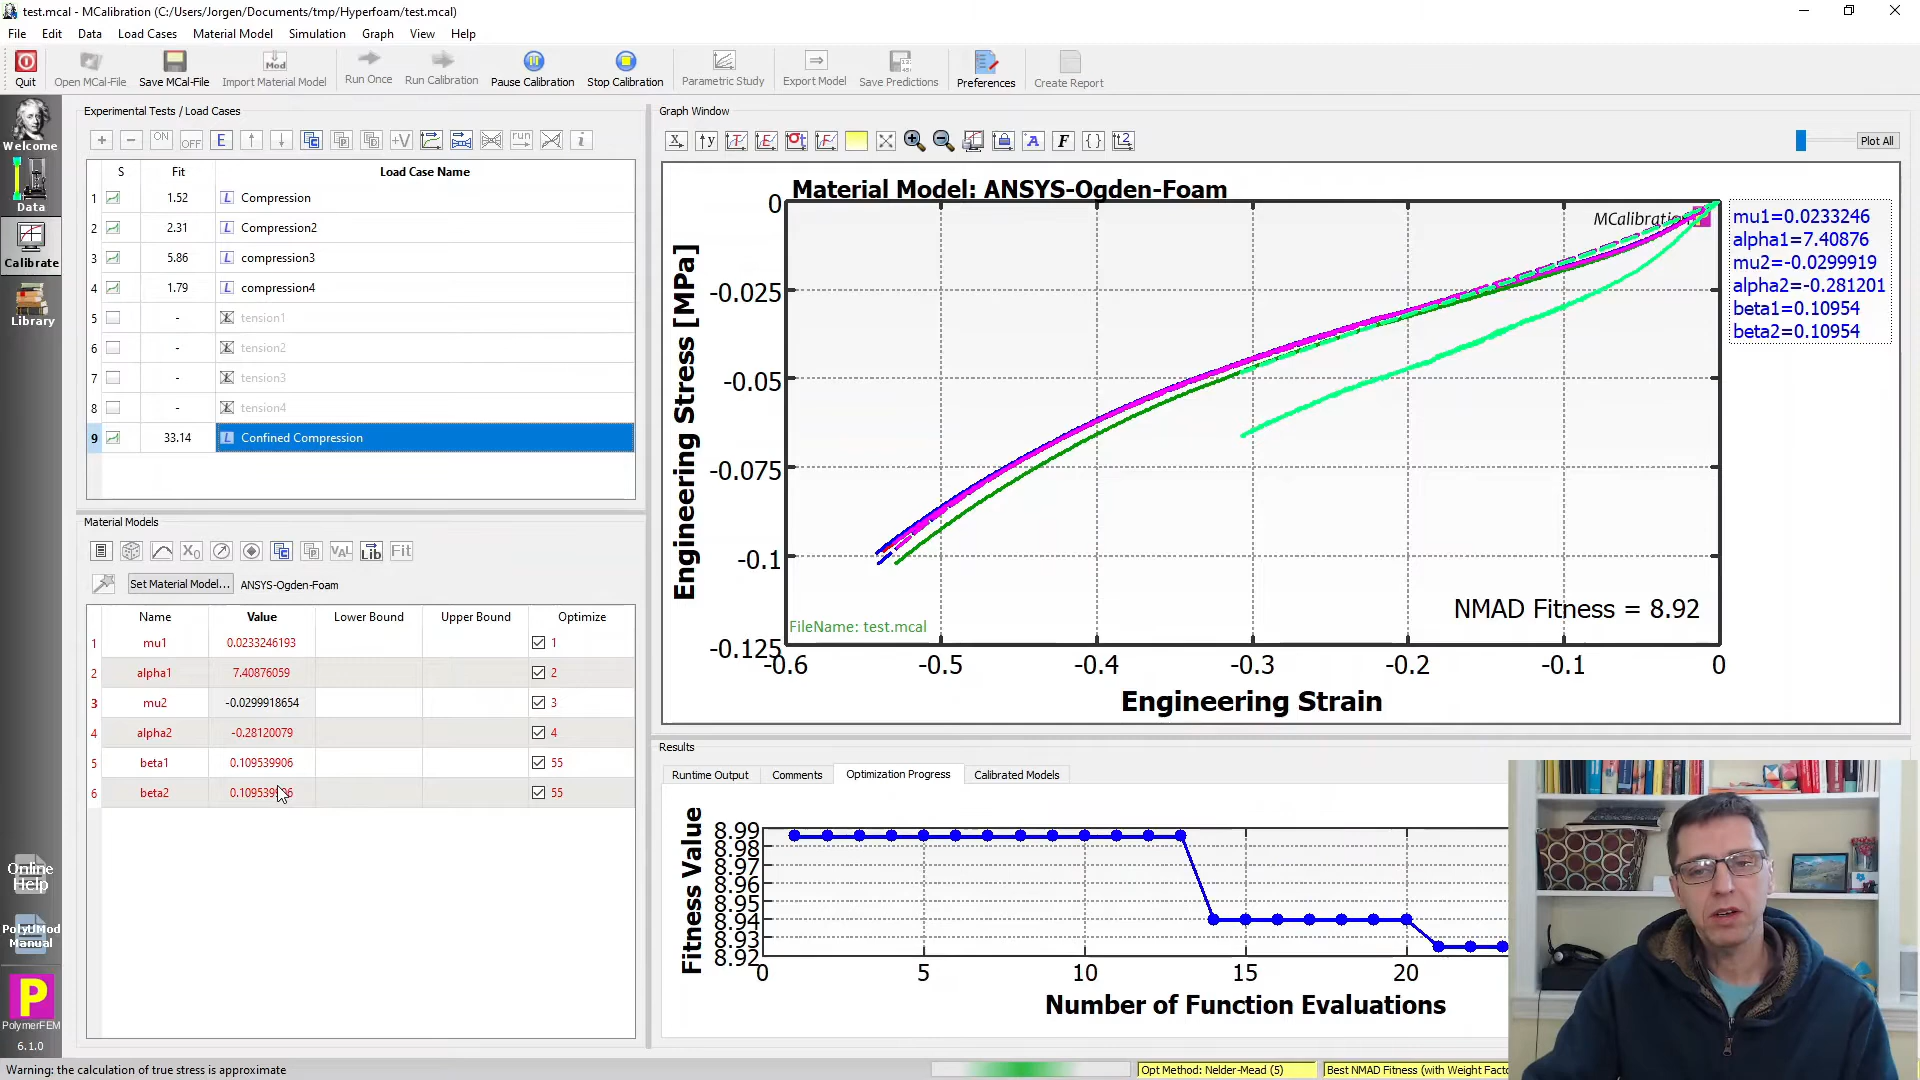 test.mcal - MCalibration (C:/Users/Jorgen/Documents/tmp/Hyperfoam/test.mcal)
File Edit Data Load Cases Material Model Simulation Graph View Help
Quit Open MCal-File Save MCal-File Import Material Model Run Once Run Calibration Pause Calibration Stop Calibration Parametric Study Export Model Save Predictions Preferences Create Report
Welcome
Data
Calibrate
Library
Online Help
PolyUMod Manual
PolymerFEM
6.1.0
Experimental Tests / Load Cases
S Fit Load Case Name
1 1.52 L Compression
2 2.31 L Compression2
3 5.86 L compression3
4 1.79 L compression4
5 - tension1
6 - tension2
7 - tension3
8 - tension4
9 33.14 L Confined Compression
Material Models
Set Material Model... ANSYS-Ogden-Foam
Name Value Lower Bound Upper Bound Optimize
1 mu1 0.0233246193 1
2 alpha1 7.40876059 2
3 mu2 -0.0299918654 3
4 alpha2 -0.28120079 4
5 beta1 0.109539906 55
6 beta2 55
Graph Window
Plot All
Material Model: ANSYS-Ogden-Foam
mu1=0.0233246
alpha1=7.40876
mu2=-0.0299919
alpha2=-0.281201
beta1=0.10954
beta2=0.10954
0
-0.025
-0.05
-0.075
-0.1
-0.125
Engineering Stress [MPa]
NMAD Fitness = 8.92
FileName: test.mcal
-0.6 -0.5 -0.4 -0.3 -0.2 -0.1 0
Engineering Strain
Results
Runtime Output Comments Optimization Progress Calibrated Models
Fitness Value
8.99
8.98
8.97
8.96
8.95
8.94
8.93
8.92
0 5 10 15 20
Number of Function Evaluations
Warning: the calculation of true stress is approximate
Opt Method: Nelder-Mead (5)
Best NMAD Fitness (with Weight